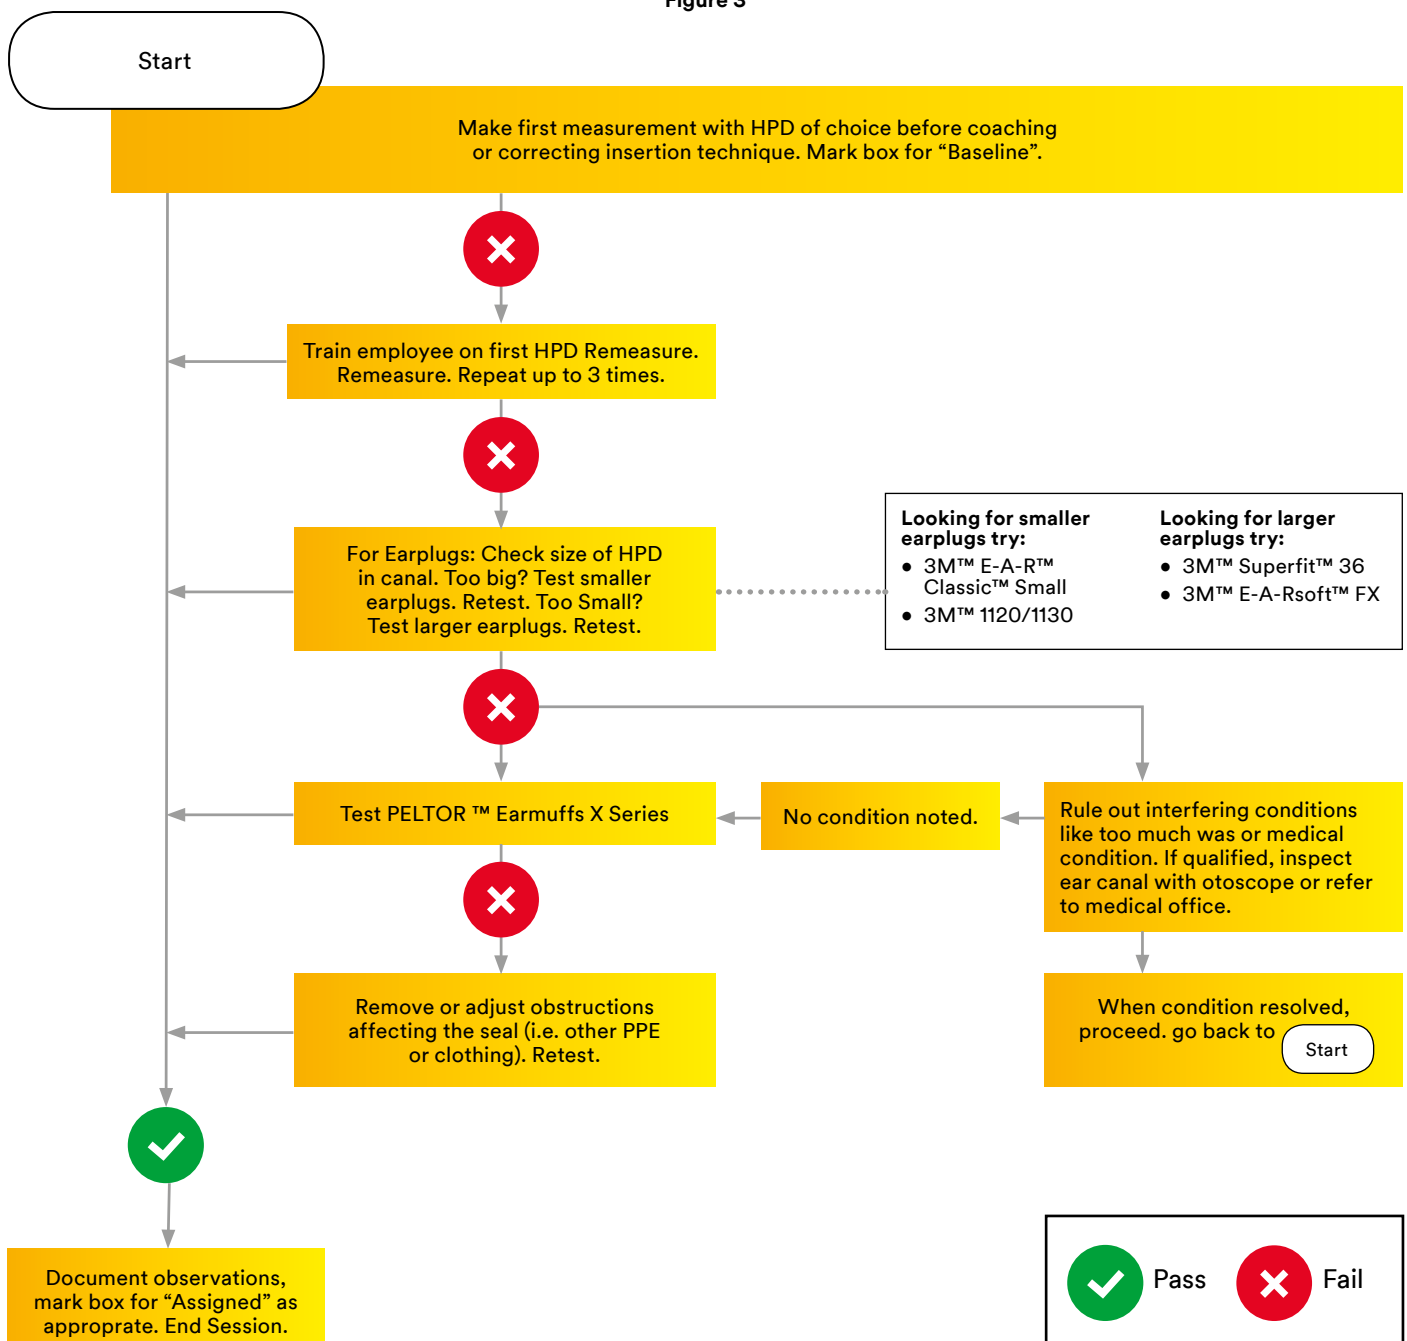 Figure 3
Start
Make first measurement with HPD of choice before coaching
or correcting insertion technique. Mark box for “Baseline”.
Train employee on first HPD Remeasure.
Remeasure. Repeat up to 3 times.
For Earplugs: Check size of HPD
in canal. Too big? Test smaller
earplugs. Retest. Too Small?
Test larger earplugs. Retest.
Looking for smaller
earplugs try:
● 3M™ E-A-R™
Classic™ Small
● 3M™ 1120/1130
Looking for larger
earplugs try:
● 3M™ Superfit™ 36
● 3M™ E-A-Rsoft™ FX
Test PELTOR ™ Earmuffs X Series
No condition noted.
Rule out interfering conditions
like too much was or medical
condition. If qualified, inspect
ear canal with otoscope or refer
to medical office.
Remove or adjust obstructions
affecting the seal (i.e. other PPE
or clothing). Retest.
When condition resolved,
proceed. go back to Start
Document observations,
mark box for “Assigned” as
approprate. End Session.
Pass
Fail